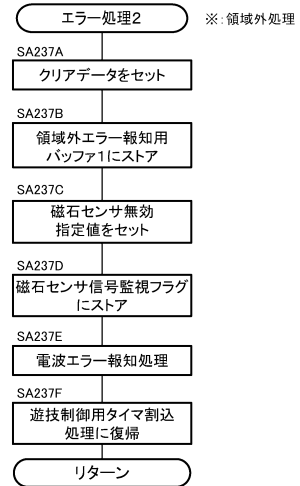 エラー処理2
※:領域外処理
SA237A
クリアデータをセット
SA237B
領域外エラー報知用
バッファ1にストア
SA237C
磁石センサ無効
指定値をセット
SA237D
磁石センサ信号監視フラグ
にストア
SA237E
電波エラー報知処理
SA237F
遊技制御用タイマ割込
処理に復帰
リターン